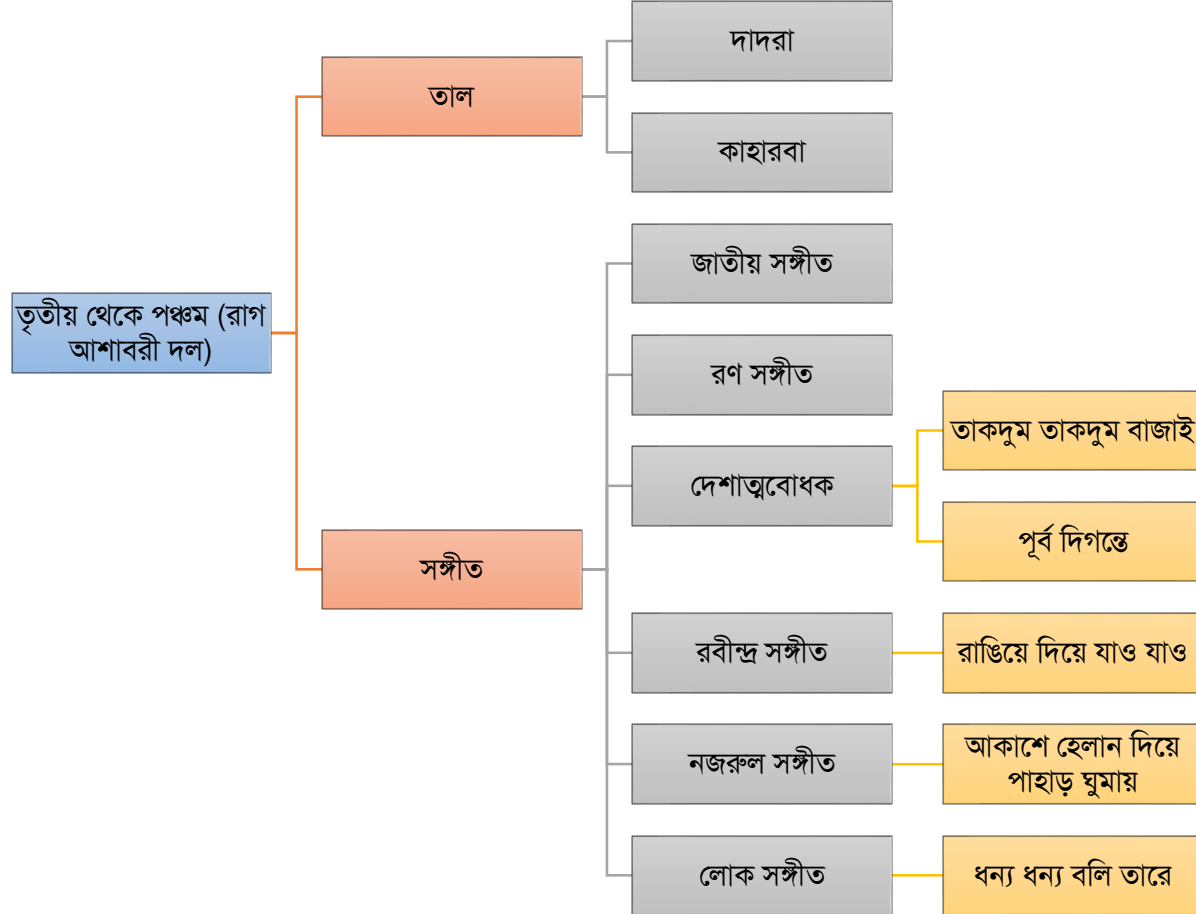 দাদরা
তাল
কাহারবা
জাতীয় সঙ্গীত
তৃতীয় থেকে পঞ্চম (রাগ
আশাবরী দল)
রণ সঙ্গীত
তাকদুম তাকদুম বাজাই
দেশাত্মবোধক
পূর্ব দিগন্তে
সঙ্গীত
রবীন্দ্র সঙ্গীত
রাঙিয়ে দিয়ে যাও যাও
নজরুল সঙ্গীত
আকাশে হেলান দিয়ে
পাহাড় ঘুমায়
লোক সঙ্গীত
ধন্য ধন্য বলি তারে